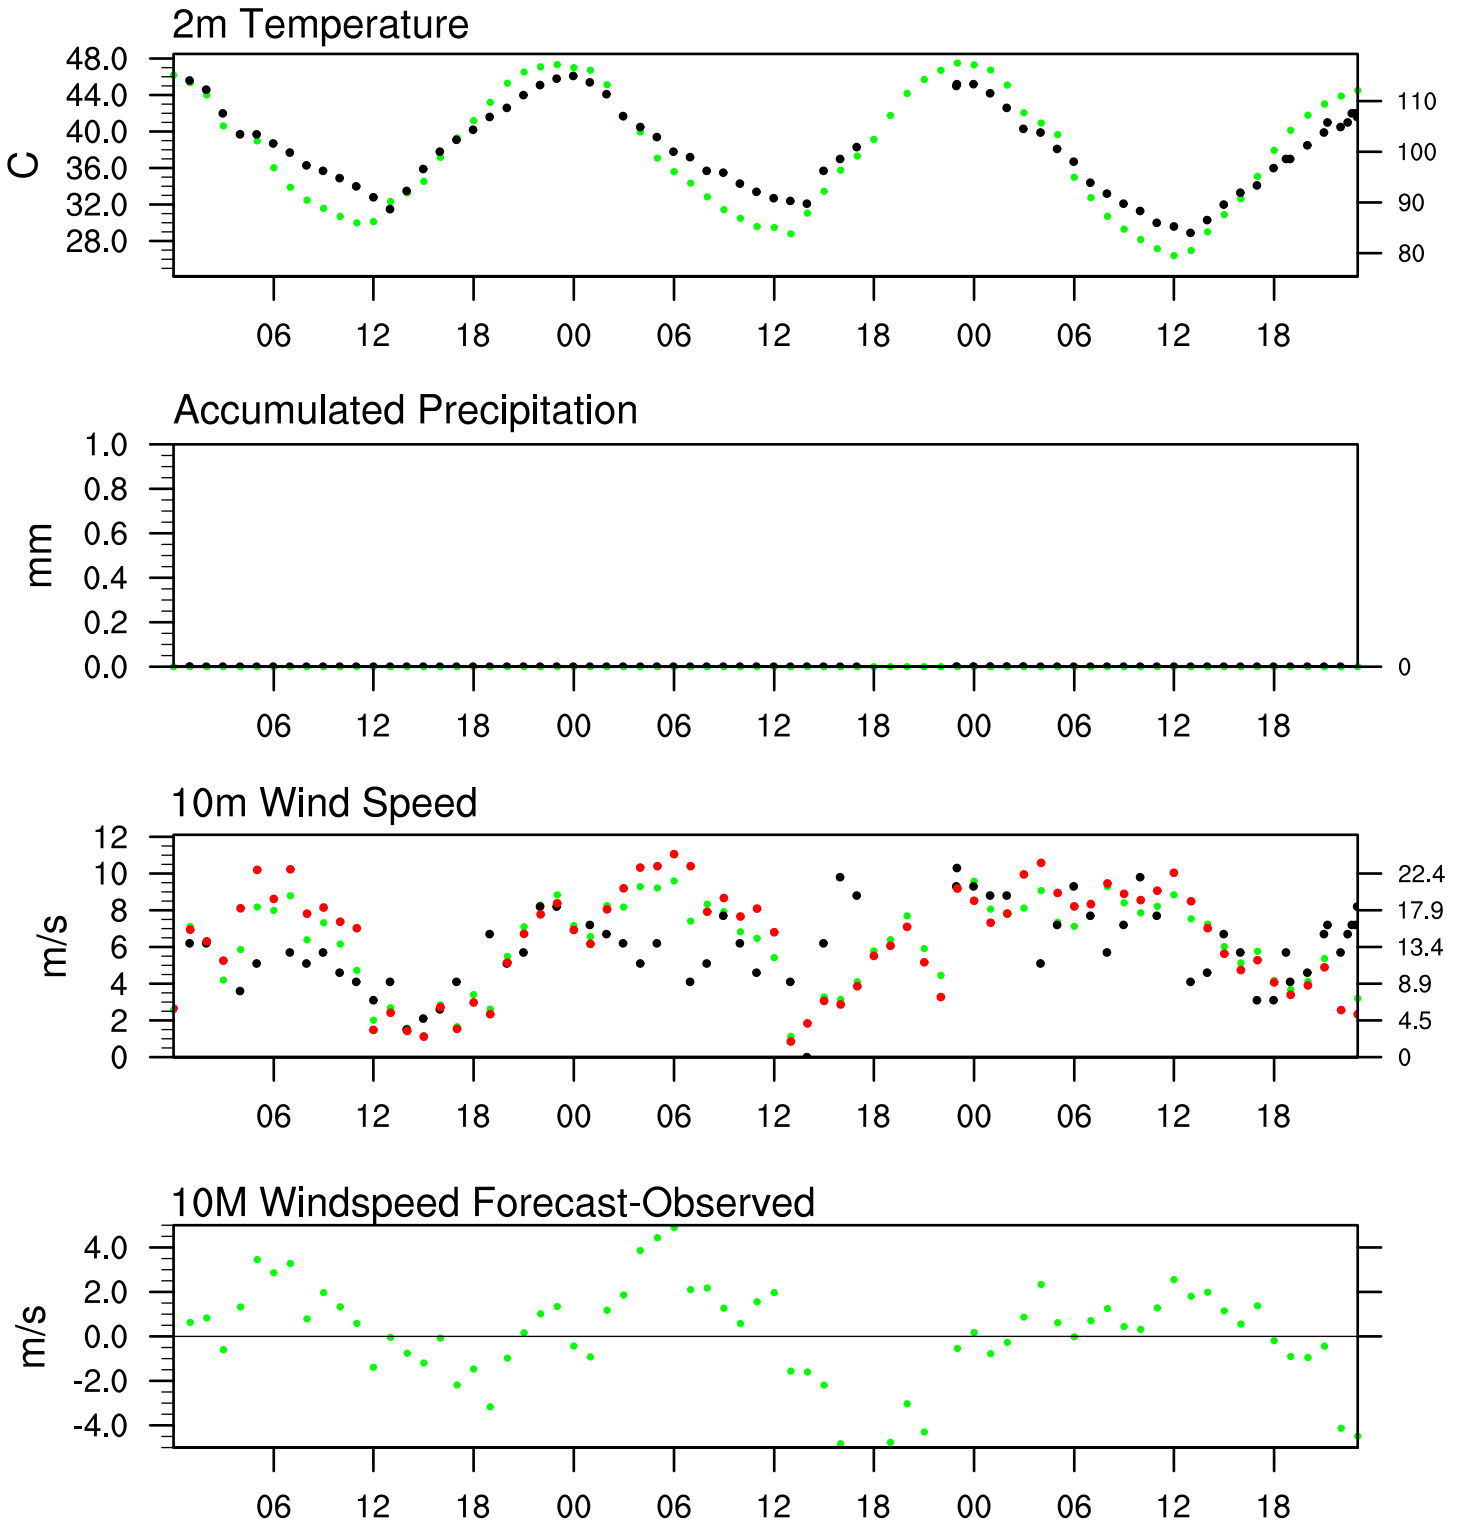 2m Temperature
48.0
44.0
40.0
36.0
32.0
28.0
C
110
100
90
80
06 12 18 00 06 12 18 00 06 12 18
Accumulated Precipitation
1.0
0.8
0.6
0.4
0.2
0.0
mm
0
06 12 18 00 06 12 18 00 06 12 18
10m Wind Speed
12
10
8
6
4
2
0
m/s
22.4
17.9
13.4
8.9
4.5
0
06 12 18 00 06 12 18 00 06 12 18
10M Windspeed Forecast-Observed
4.0
2.0
0.0
-2.0
-4.0
m/s
06 12 18 00 06 12 18 00 06 12 18